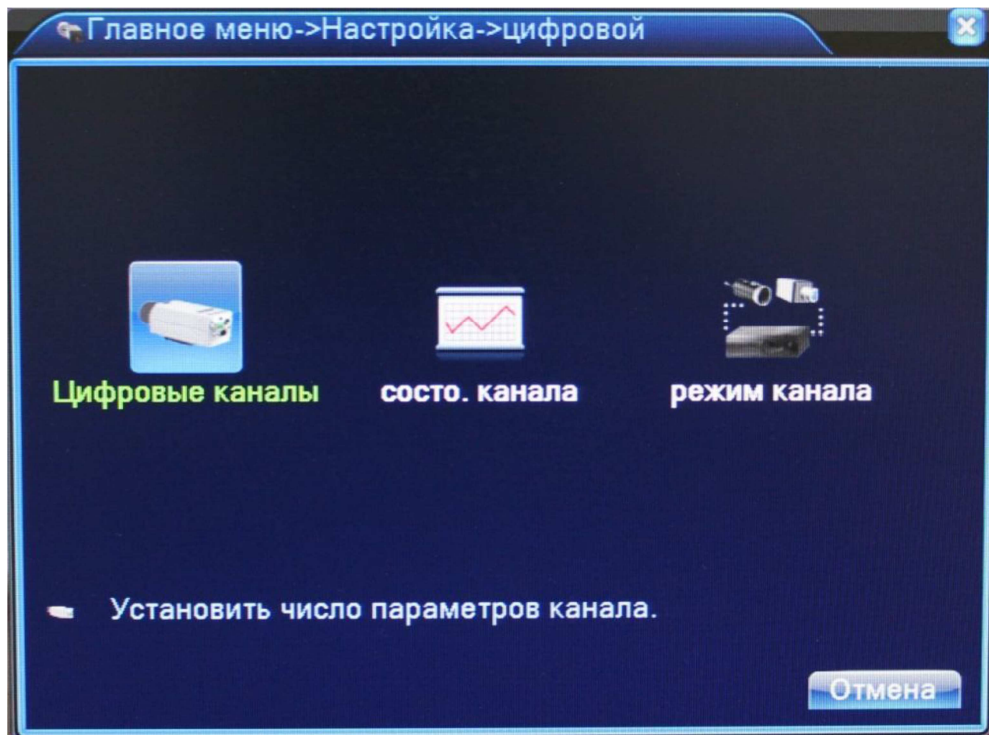 Главное меню->Настройка->цифровой
Цифровые каналы
состо. канала
режим канала
Установить число параметров канала.
Отмена